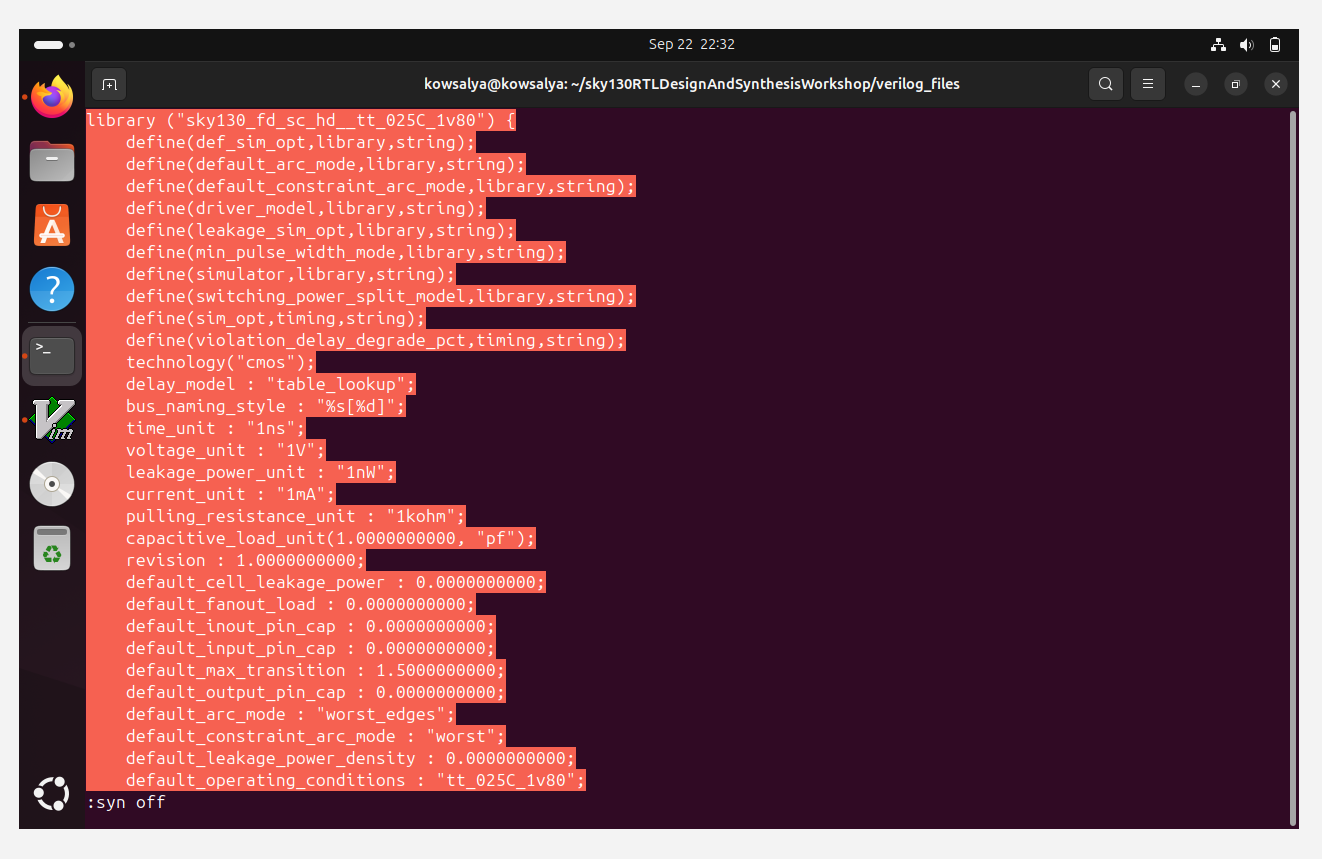 Sep 22 22:32
kowsalya@kowsalya: ~/sky130RTLDesignAndSynthesisWorkshop/verilog_files
library ("sky130_fd_sc_hd__tt_025C_1v80") {
    define(def_sim_opt,library,string);
    define(default_arc_mode,library,string);
    define(default_constraint_arc_mode,library,string);
    define(driver_model,library,string);
    define(leakage_sim_opt,library,string);
    define(min_pulse_width_mode,library,string);
    define(simulator,library,string);
    define(switching_power_split_model,library,string);
    define(sim_opt,timing,string);
    define(violation_delay_degrade_pct,timing,string);
    technology("cmos");
    delay_model : "table_lookup";
    bus_naming_style : "%s[%d]";
    time_unit : "1ns";
    voltage_unit : "1V";
    leakage_power_unit : "1nW";
    current_unit : "1mA";
    pulling_resistance_unit : "1kohm";
    capacitive_load_unit(1.0000000000, "pf");
    revision : 1.0000000000;
    default_cell_leakage_power : 0.0000000000;
    default_fanout_load : 0.0000000000;
    default_inout_pin_cap : 0.0000000000;
    default_input_pin_cap : 0.0000000000;
    default_max_transition : 1.5000000000;
    default_output_pin_cap : 0.0000000000;
    default_arc_mode : "worst_edges";
    default_constraint_arc_mode : "worst";
    default_leakage_power_density : 0.0000000000;
    default_operating_conditions : "tt_025C_1v80";
:syn off
>_
Vim